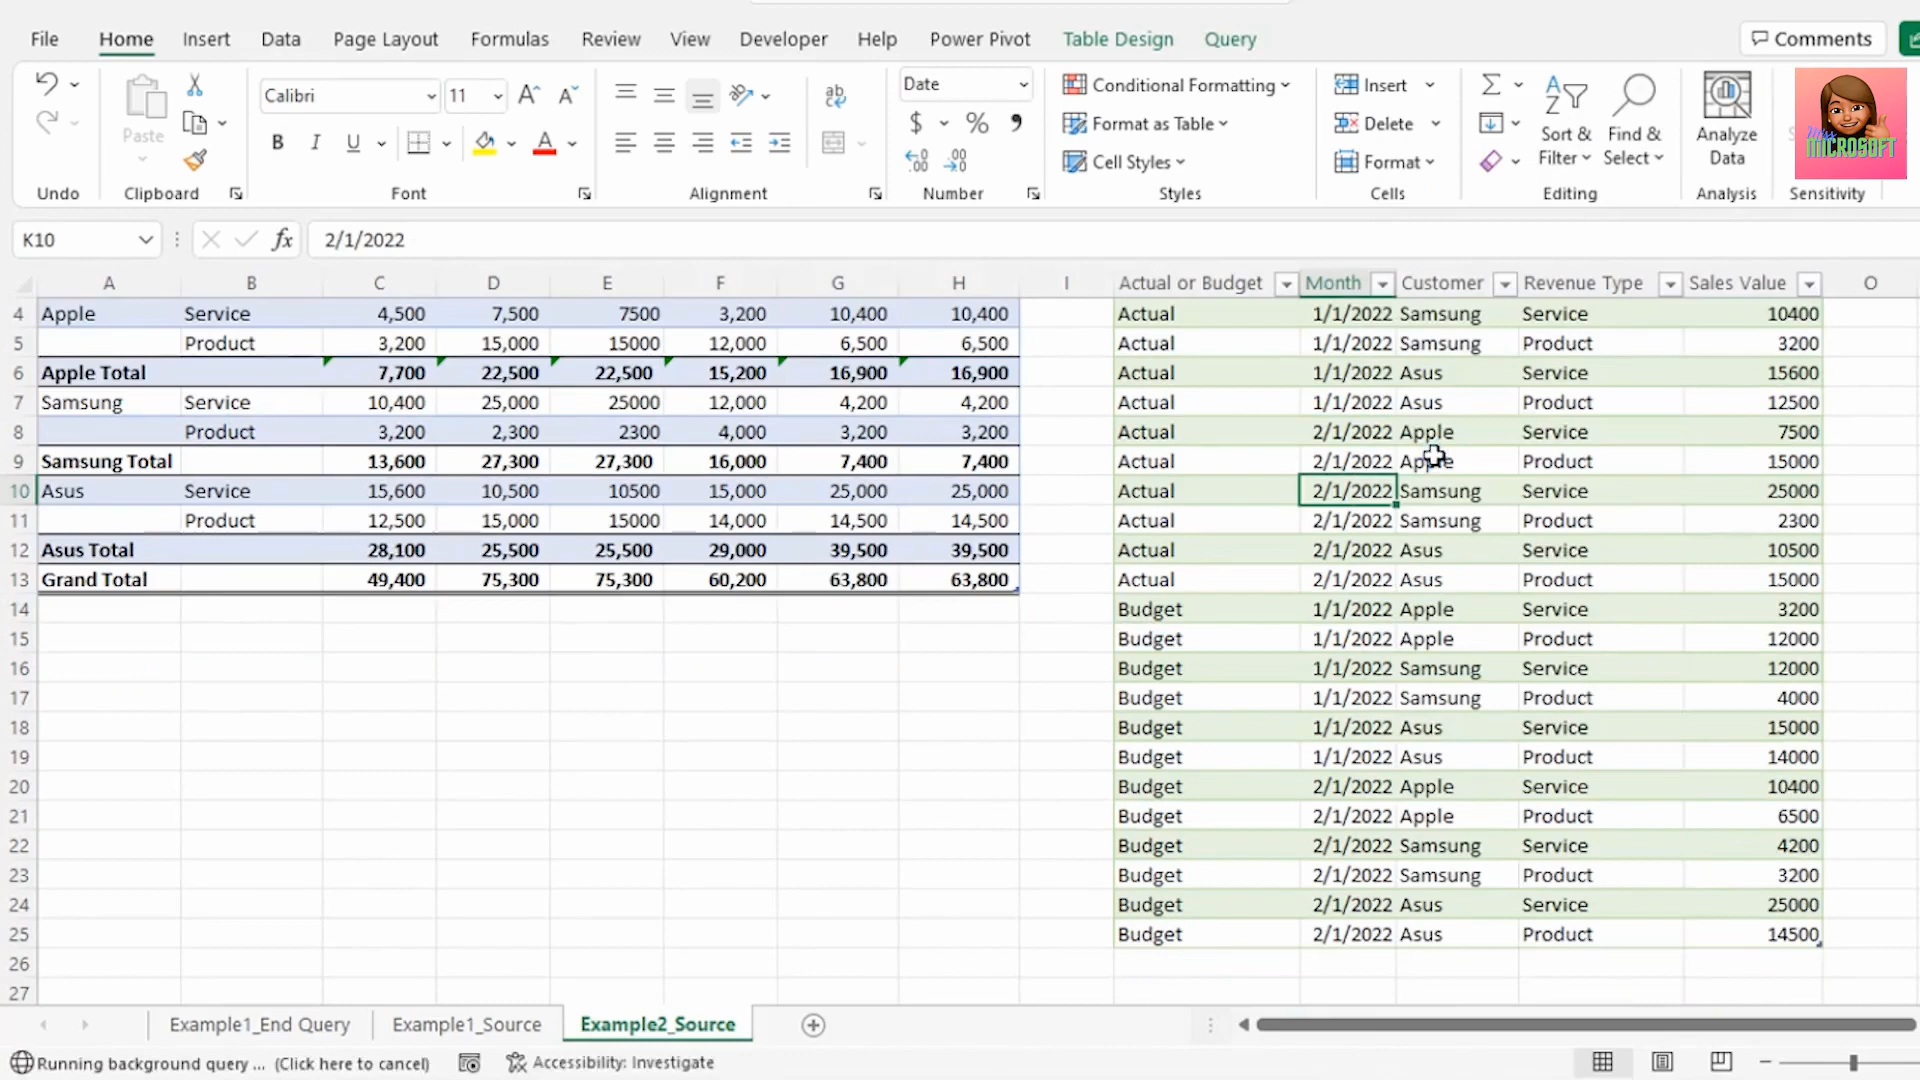 File Home Insert Data Page Layout Formulas Review View Developer Help Power Pivot Table Design Query Comments
Calibri 11 Date Conditional Formatting Insert
Paste B I U $ % Format as Table Delete Sort & Filter Find & Select Analyze Data
Cell Styles Format
Miss MICROSOFT
Undo Clipboard Font Alignment Number Styles Cells Editing Analysis Sensitivity
K10 fx 2/1/2022
A B C D E F G H I Actual or Budget Month Customer Revenue Type Sales Value O
4 Apple Service 4,500 7,500 7500 3,200 10,400 10,400 Actual 1/1/2022 Samsung Service 10400
5 Product 3,200 15,000 15000 12,000 6,500 6,500 Actual 1/1/2022 Samsung Product 3200
6 Apple Total 7,700 22,500 22,500 15,200 16,900 16,900 Actual 1/1/2022 Asus Service 15600
7 Samsung Service 10,400 25,000 25000 12,000 4,200 4,200 Actual 1/1/2022 Asus Product 12500
8 Product 3,200 2,300 2300 4,000 3,200 3,200 Actual 2/1/2022 Apple Service 7500
9 Samsung Total 13,600 27,300 27,300 16,000 7,400 7,400 Actual 2/1/2022 Apple Product 15000
10 Asus Service 15,600 10,500 10500 15,000 25,000 25,000 Actual 2/1/2022 Samsung Service 25000
11 Product 12,500 15,000 15000 14,000 14,500 14,500 Actual 2/1/2022 Samsung Product 2300
12 Asus Total 28,100 25,500 25,500 29,000 39,500 39,500 Actual 2/1/2022 Asus Service 10500
13 Grand Total 49,400 75,300 75,300 60,200 63,800 63,800 Actual 2/1/2022 Asus Product 15000
14 Budget 1/1/2022 Apple Service 3200
15 Budget 1/1/2022 Apple Product 12000
16 Budget 1/1/2022 Samsung Service 12000
17 Budget 1/1/2022 Samsung Product 4000
18 Budget 1/1/2022 Asus Service 15000
19 Budget 1/1/2022 Asus Product 14000
20 Budget 2/1/2022 Apple Service 10400
21 Budget 2/1/2022 Apple Product 6500
22 Budget 2/1/2022 Samsung Service 4200
23 Budget 2/1/2022 Samsung Product 3200
24 Budget 2/1/2022 Asus Service 25000
25 Budget 2/1/2022 Asus Product 14500
26
27
Example1_End Query Example1_Source Example2_Source
Running background query ... (Click here to cancel) Accessibility: Investigate